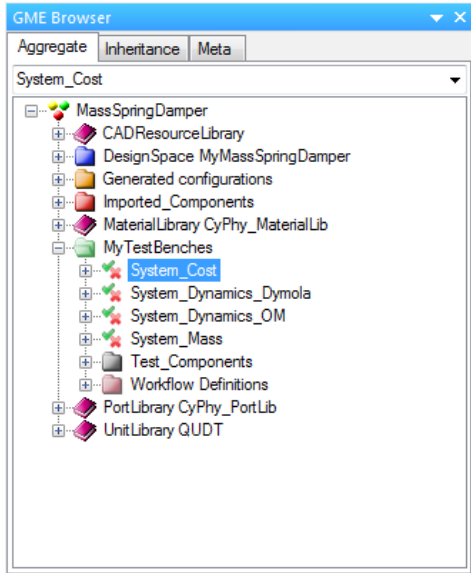 GME Browser
Aggregate Inheritance Meta
System_Cost
MassSpringDamper
CADResourceLibrary
DesignSpace MyMassSpringDamper
Generated configurations
Imported_Components
MaterialLibrary CyPhy_MaterialLib
MyTestBenches
System_Cost
System_Dynamics_Dymola
System_Dynamics_OM
System_Mass
Test_Components
Workflow Definitions
PortLibrary CyPhy_PortLib
UnitLibrary QUDT